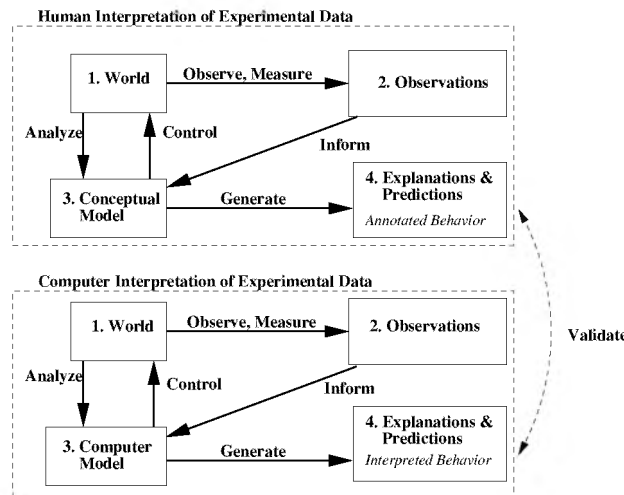 Human Interpretation of Experimental Data
1. World
Observe, Measure
2. Observations
Analyze
Control
Inform
3. Conceptual
Model
Generate
4. Explanations &
Predictions
Annotated Behavior
Computer Interpretation of Experimental Data
1. World
Observe, Measure
2. Observations
Analyze
Control
Inform
3. Computer
Model
Generate
4. Explanations &
Predictions
Interpreted Behavior
Validate